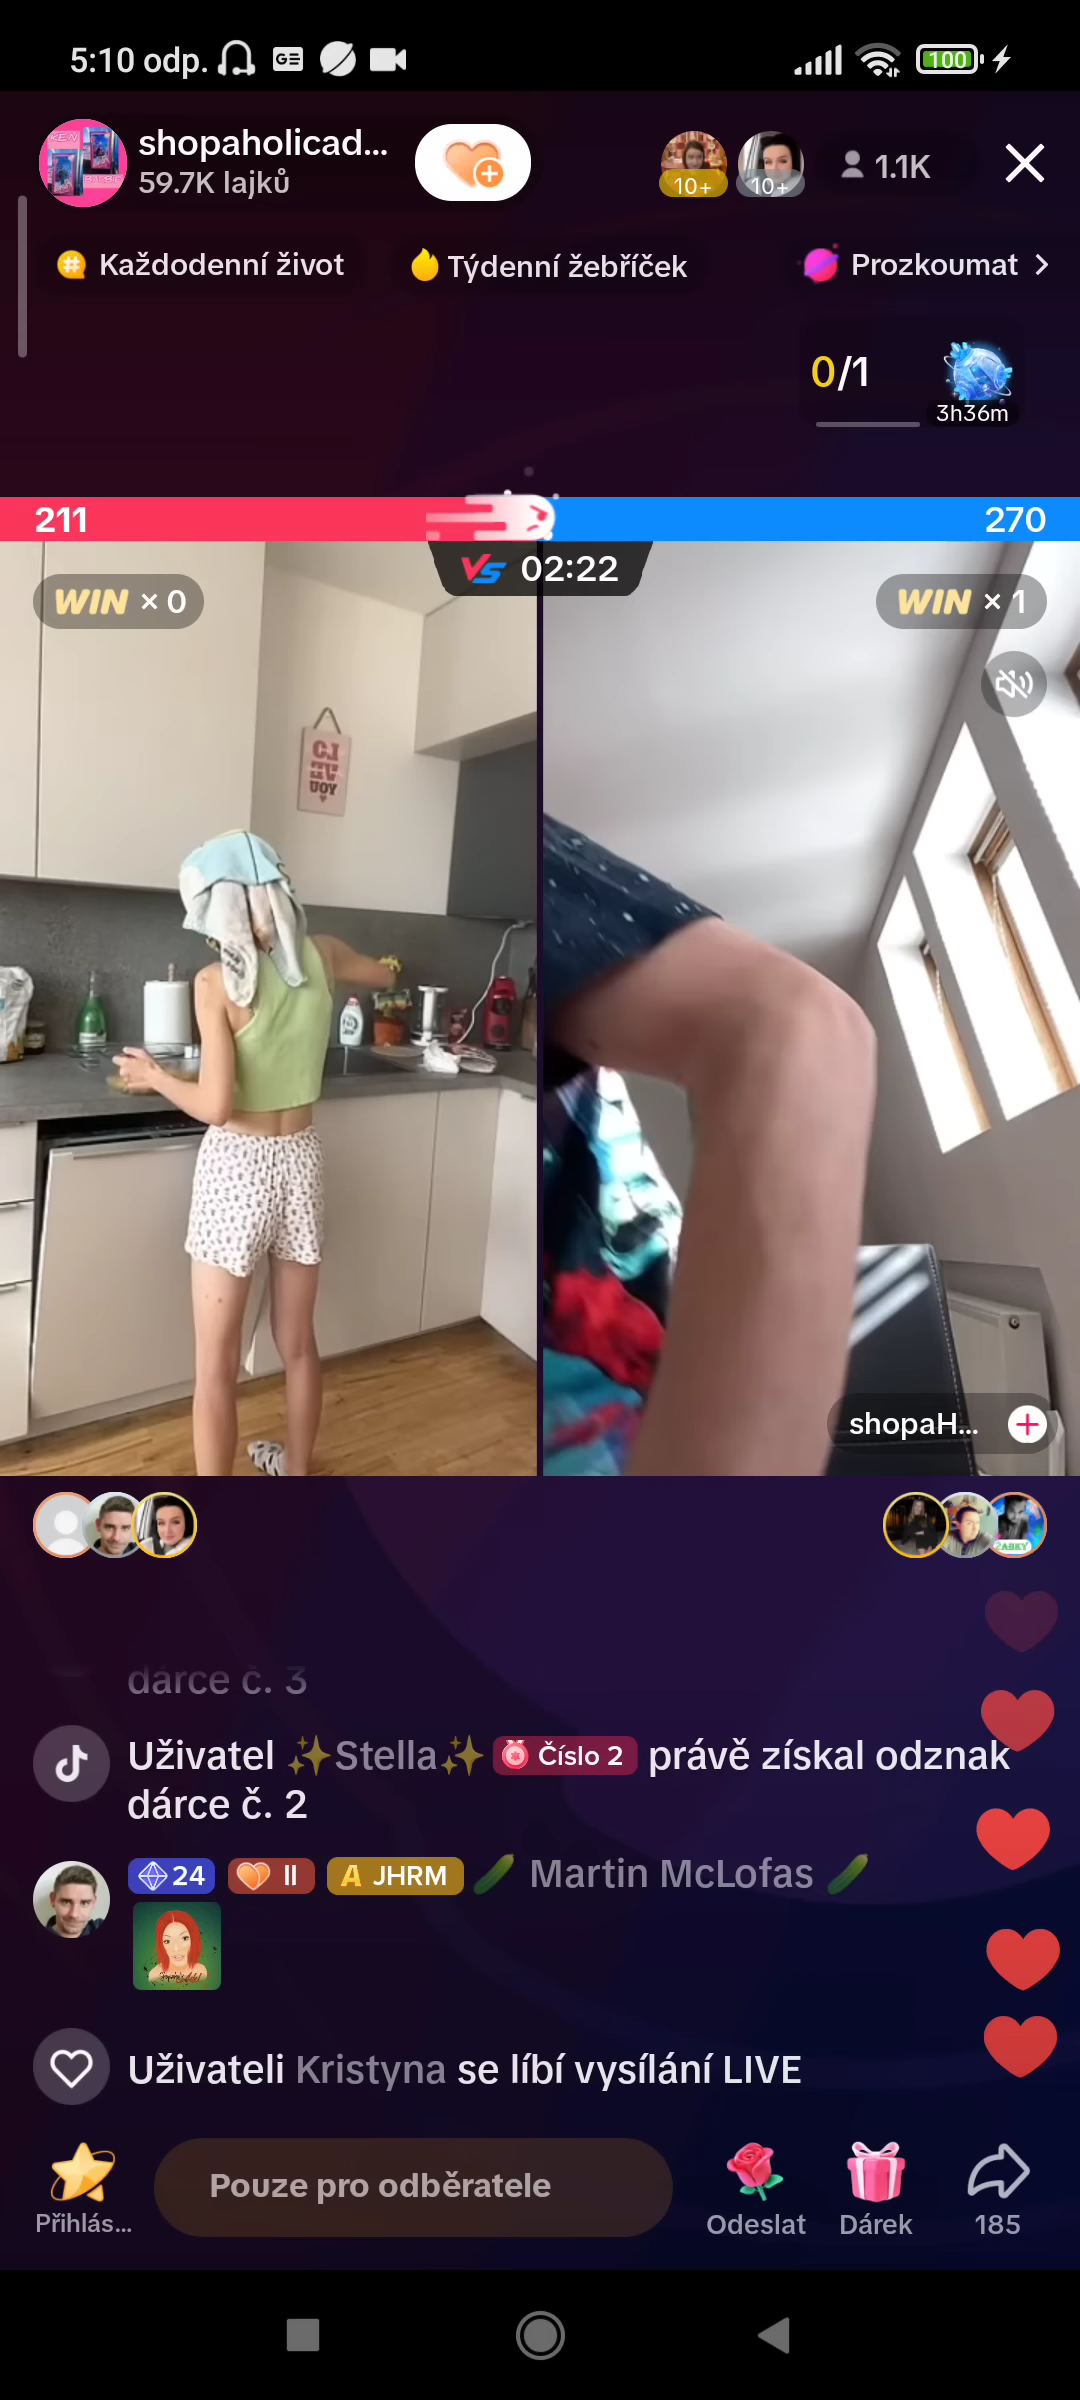 5:10 odp.
GE
100
shopaholicad...
59.7K lajků
10+
10+
1.1K
Každodenní život
Týdenní žebříček
Prozkoumat
0/1
3h36m
211
270
VS 02:22
WIN × 0
WIN × 1
shopaH...
dárce č. 3
Uživatel ✨Stella✨ Číslo 2 právě získal odznak
dárce č. 2
24 II A JHRM 🥒 Martin McLofas 🥒
Uživateli Kristyna se líbí vysílání LIVE
Přihlás...
Pouze pro odběratele
Odeslat
Dárek
185